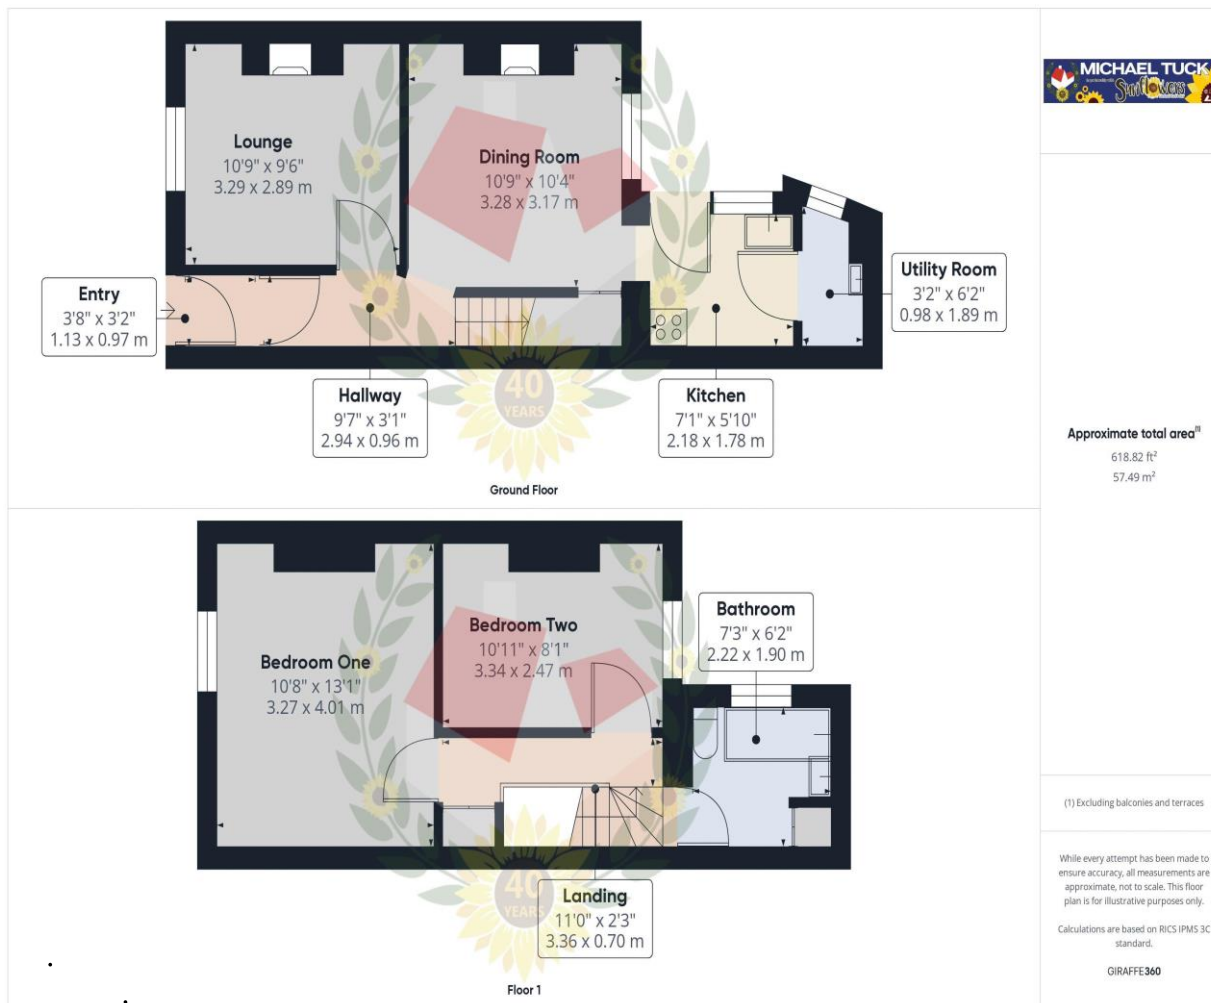 Lounge
10'9" x 9'6"
3.29 x 2.89 m
Dining Room
10'9" x 10'4"
3.28 x 3.17 m
Entry
3'8" x 3'2"
1.13 x 0.97 m
Utility Room
3'2" x 6'2"
0.98 x 1.89 m
Hallway
9'7" x 3'1"
2.94 x 0.96 m
Kitchen
7'1" x 5'10"
2.18 x 1.78 m
40
YEARS
Ground Floor
Bedroom One
10'8" x 13'1"
3.27 x 4.01 m
Bedroom Two
10'11" x 8'1"
3.34 x 2.47 m
Bathroom
7'3" x 6'2"
2.22 x 1.90 m
Landing
11'0" x 2'3"
3.36 x 0.70 m
40
YEARS
Floor 1
MICHAEL TUCK
Sunflowers
Approximate total area(1)
618.82 ft²
57.49 m²
(1) Excluding balconies and terraces
While every attempt has been made to
ensure accuracy, all measurements are
approximate, not to scale. This floor
plan is for illustrative purposes only.
Calculations are based on RICS IPMS 3C
standard.
GIRAFFE360